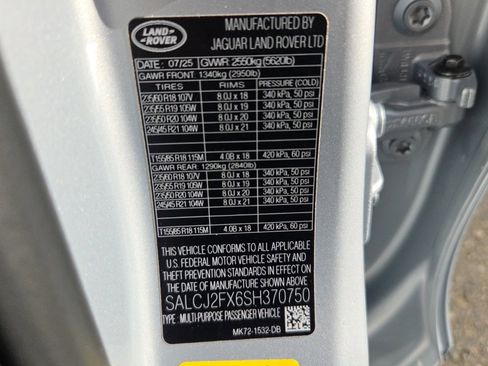 LAND
ROVER
MANUFACTURED BY
JAGUAR LAND ROVER LTD
DATE : 07/25 GVWR 2550kg (5620lb)
GAWR FRONT 1340kg (2950lb)
TIRES RIMS PRESSURE (COLD)
235/60 R18 107V 8.0J x 18 340 kPa, 50 psi
235/55 R19 105W 8.0J x 19 340 kPa, 50 psi
235/50 R20 104W 8.0J x 20 340 kPa, 50 psi
245/45 R21 104W 8.0J x 21 340 kPa, 50 psi
T155/85 R18 115M 4.0B x 18 420 kPa, 60 psi
GAWR REAR 1290kg (2840lb)
235/60 R18 107V 8.0J x 18 340 kPa, 50 psi
235/55 R19 105W 8.0J x 19 340 kPa, 50 psi
235/50 R20 104W 8.0J x 20 340 kPa, 50 psi
245/45 R21 104W 8.0J x 21 340 kPa, 50 psi
T155/85 R18 115M 4.0B x 18 420 kPa, 60 psi
THIS VEHICLE CONFORMS TO ALL APPLICABLE
U.S. FEDERAL MOTOR VEHICLE SAFETY AND
THEFT PREVENTION STANDARDS IN EFFECT ON
THE DATE OF MANUFACTURE SHOWN ABOVE
SALCJ2FX6SH370750
TYPE: MULTI-PURPOSE PASSENGER VEHICLE
MK72-1532-DB